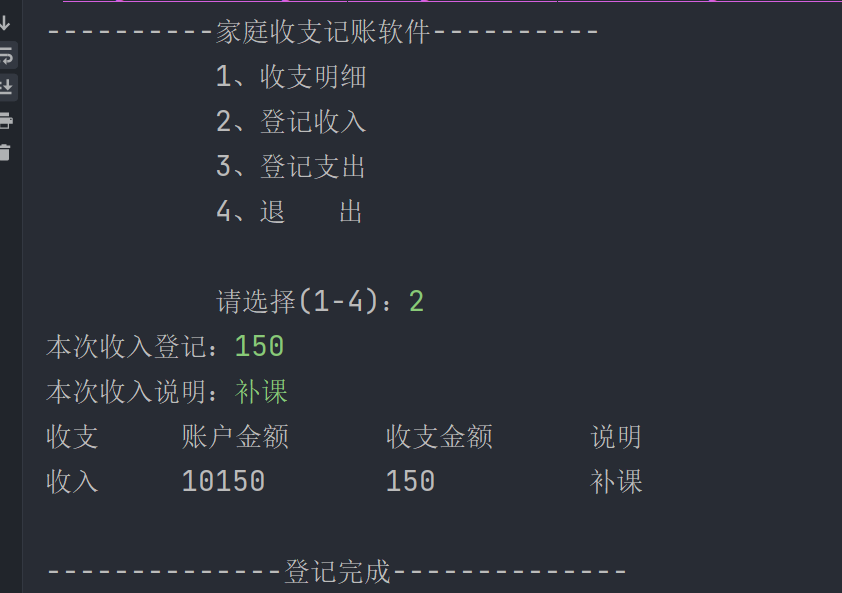 ----------家庭收支记账软件----------
1、收支明细
2、登记收入
3、登记支出
4、退    出
请选择(1-4)：2
本次收入登记：150
本次收入说明：补课
收支 账户金额 收支金额 说明
收入 10150 150 补课
--------------登记完成--------------